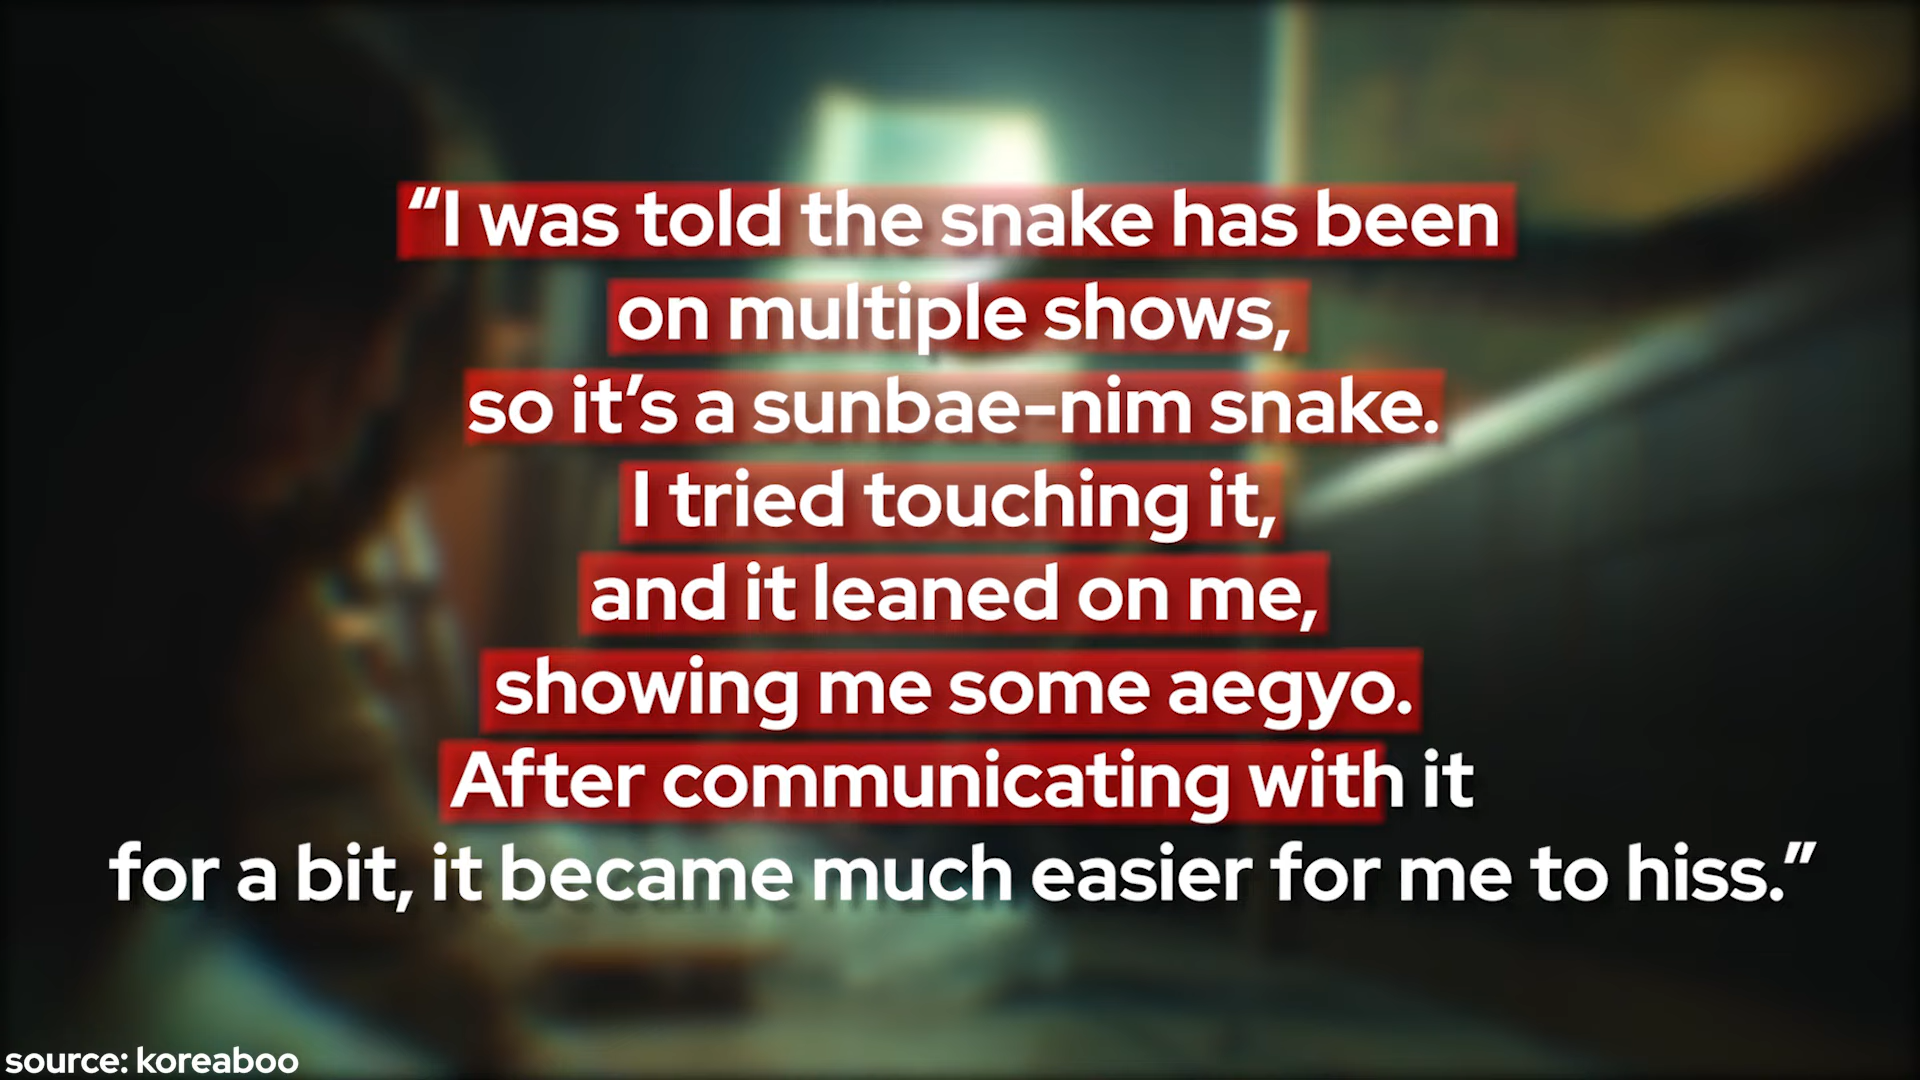 “I was told the snake has been
on multiple shows,
so it’s a sunbae-nim snake.
I tried touching it,
and it leaned on me,
showing me some aegyo.
After communicating with it
for a bit, it became much easier for me to hiss.”
source: koreaboo